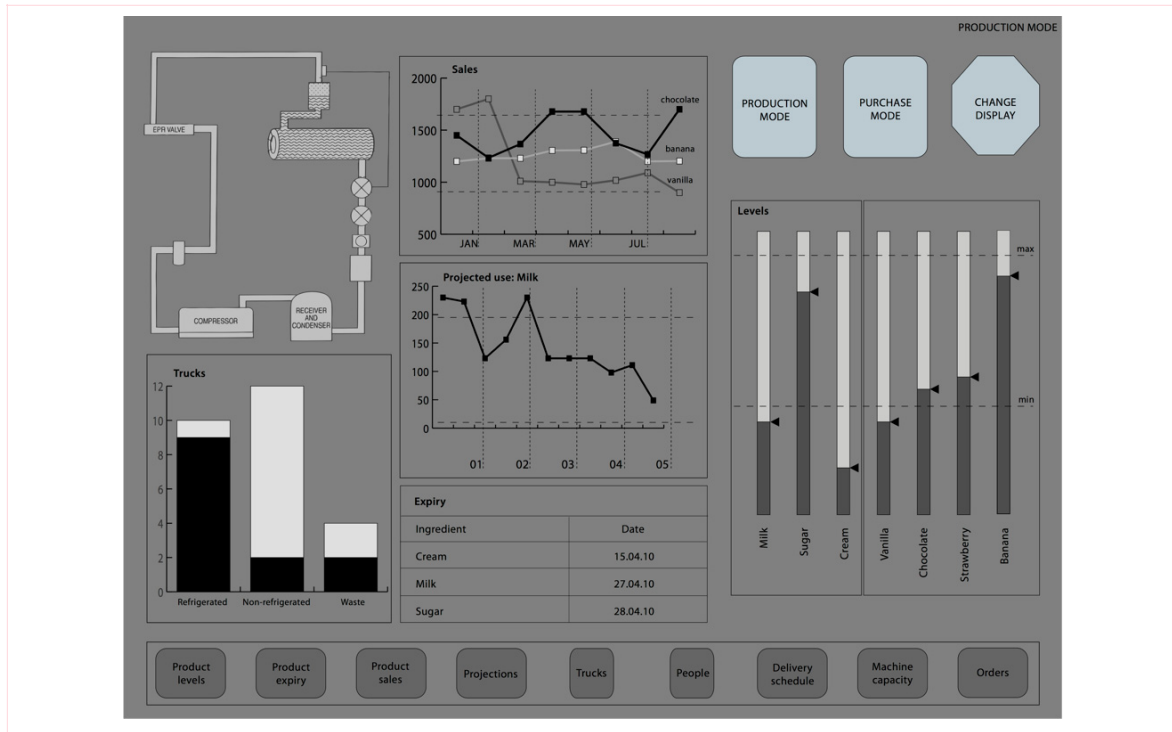 PRODUCTION MODE
EPR VALVE
COMPRESSOR
RECEIVER
AND
CONDENSER
Sales
2000
1500
1000
500
chocolate
banana
vanilla
JAN
MAR
MAY
JUL
PRODUCTION
MODE
PURCHASE
MODE
CHANGE
DISPLAY
Projected use: Milk
250
200
150
100
50
0
01
02
03
04
05
Levels
max
min
Milk
Sugar
Cream
Vanilla
Chocolate
Strawberry
Banana
Trucks
12
10
8
6
4
2
0
Refrigerated
Non-refrigerated
Waste
Expiry
Ingredient Date
Cream 15.04.10
Milk 27.04.10
Sugar 28.04.10
Product
levels
Product
expiry
Product
sales
Projections
Trucks
People
Delivery
schedule
Machine
capacity
Orders